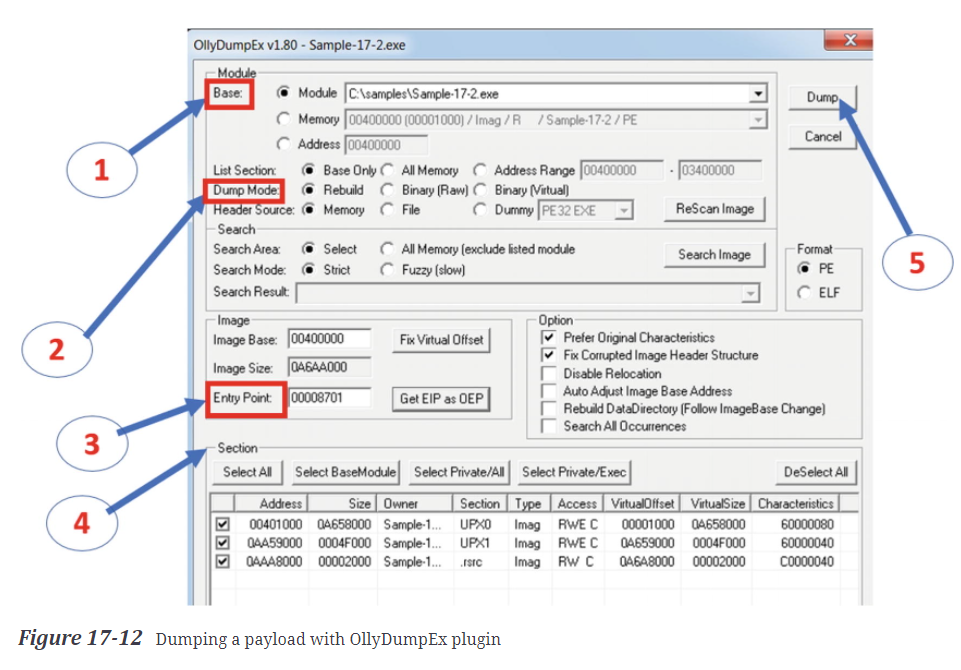 OllyDumpEx v1.80 - Sample-17-2.exe
Module
Base: Module C:\samples\Sample-17-2.exe Dump
1
Memory 00400000 (00001000) / Imag / R / Sample-17-2 / PE
Cancel
Address 00400000
List Section: Base Only All Memory Address Range 00400000 - 03400000
Dump Mode: Rebuild Binary (Raw) Binary (Virtual)
Header Source: Memory File Dummy PE32 EXE ReScan Image
Search
Search Area: Select All Memory (exclude listed module Search Image
Search Mode: Strict Fuzzy (slow)
Search Result:
Format
PE
ELF
5
2
Image
Image Base: 00400000 Fix Virtual Offset
Image Size: 0A6AA000
Entry Point: 00008701 Get EIP as OEP
3
Option
Prefer Original Characteristics
Fix Corrupted Image Header Structure
Disable Relocation
Auto Adjust Image Base Address
Rebuild DataDirectory (Follow ImageBase Change)
Search All Occurrences
4
Section
Select All Select BaseModule Select Private/All Select Private/Exec DeSelect All
Address Size Owner Section Type Access VirtualOffset VirtualSize Characteristics
00401000 0A658000 Sample-1... UPX0 Imag RWE C 00001000 0A658000 60000080
0AA59000 0004F000 Sample-1... UPX1 Imag RWE C 0A659000 0004F000 60000040
0AAA8000 00002000 Sample-1... .rsrc Imag RW C 0A6A8000 00002000 C0000040
Figure 17-12 Dumping a payload with OllyDumpEx plugin